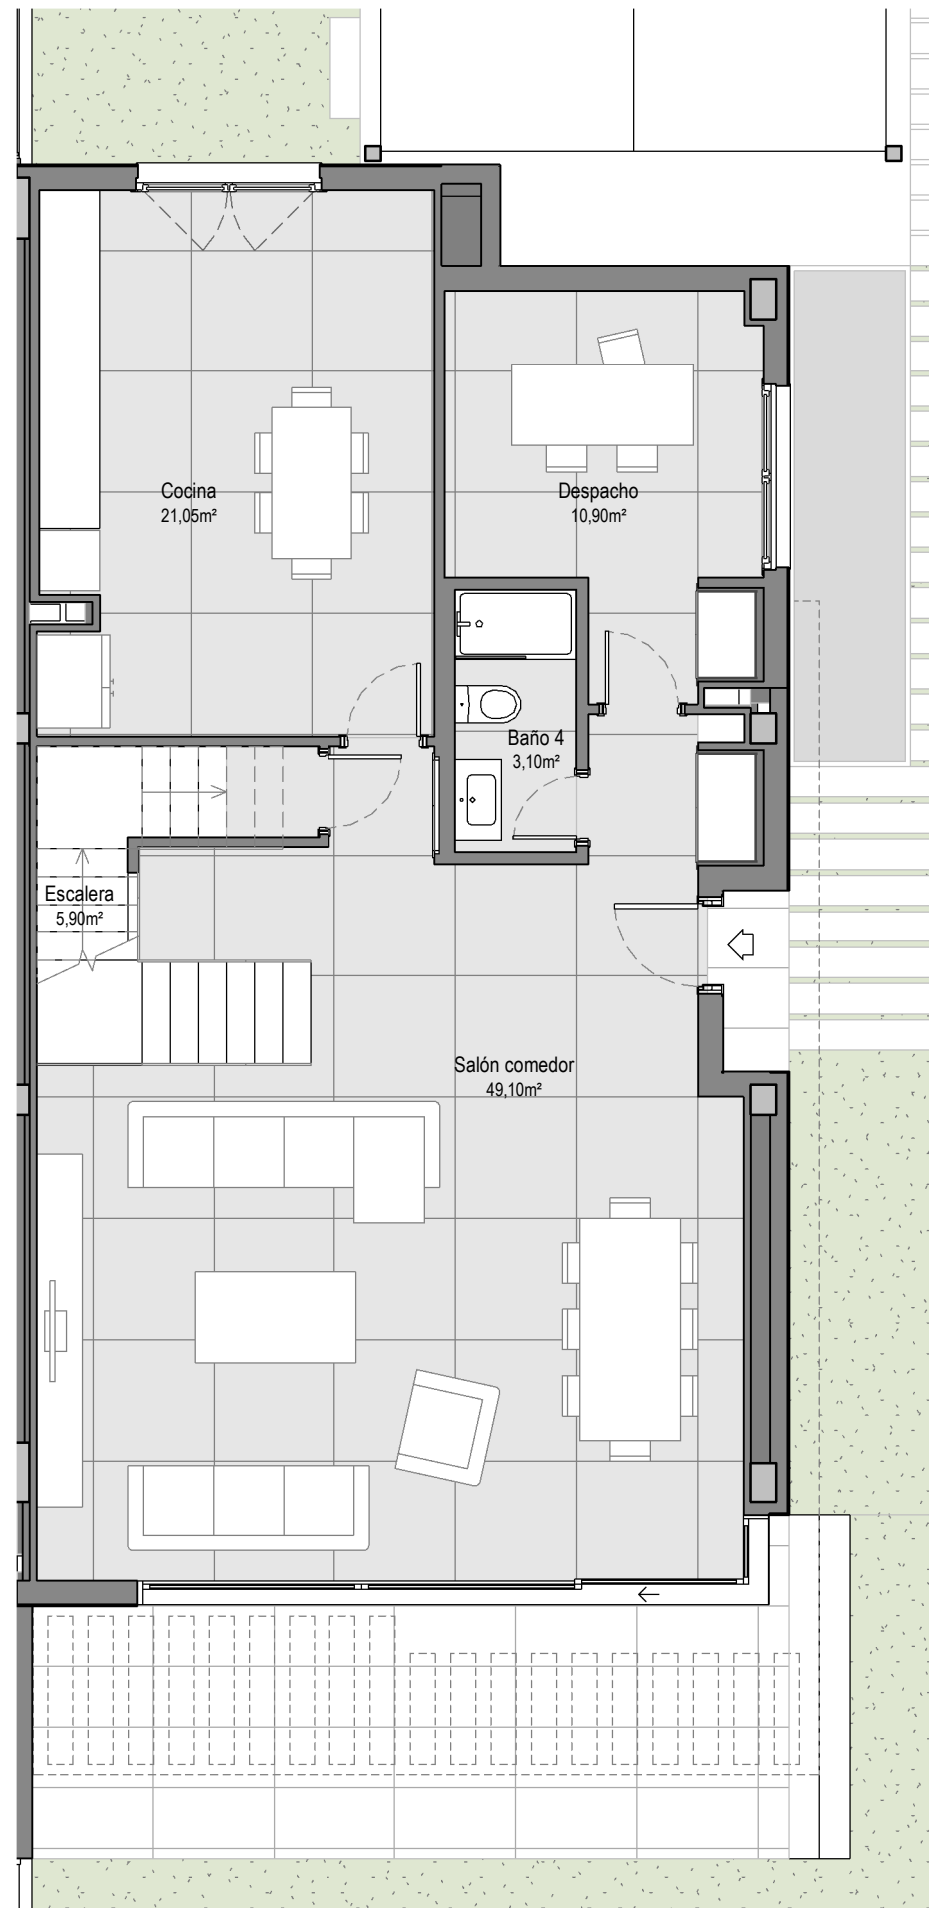 Cocina
21,05m²
Despacho
10,90m²
Baño 4
3,10m²
Escalera
5,90m²
Salón comedor
49,10m²